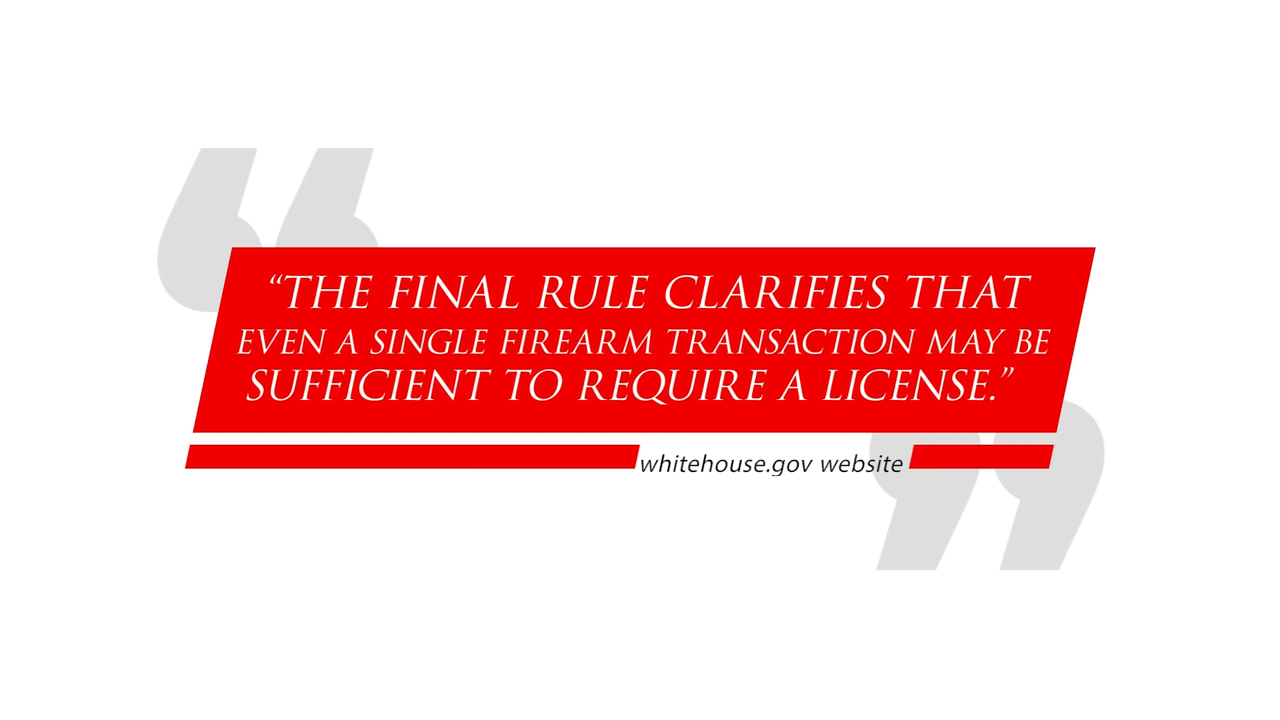 “THE FINAL RULE CLARIFIES THAT
EVEN A SINGLE FIREARM TRANSACTION MAY BE
SUFFICIENT TO REQUIRE A LICENSE.”
whitehouse.gov website